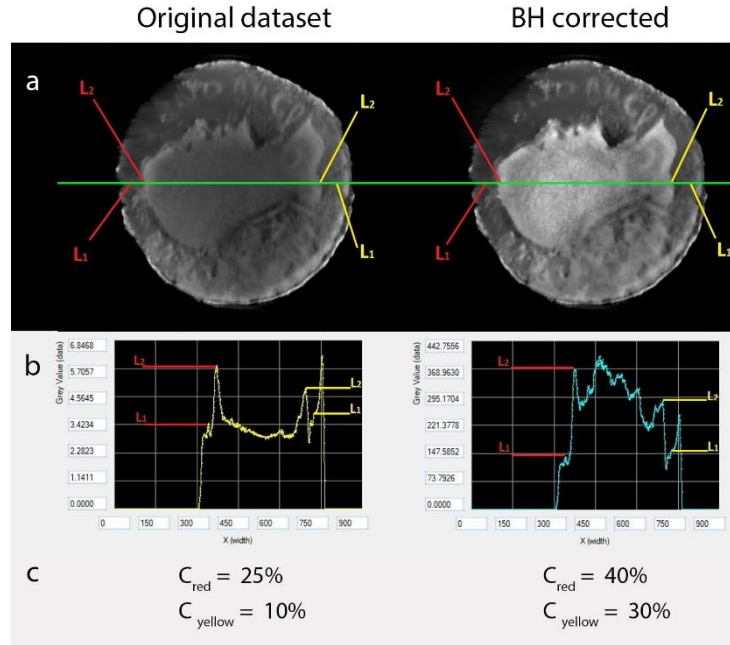 Original dataset BH corrected
a
L2 L2 L2 L2
L1 L1 L1 L1
b
Grey Value (data) Grey Value (data)
6.8468 442.7556
5.7057 368.9630
4.5645 295.1704
3.4234 221.3778
2.2823 147.5852
1.1411 73.7926
0.0000 0.0000
L2 L2 L2 L2
L1 L1 L1 L1
0 150 300 450 600 750 900 0 150 300 450 600 750 900
X (width) X (width)
c
Cred = 25% Cred = 40%
Cyellow = 10% Cyellow = 30%